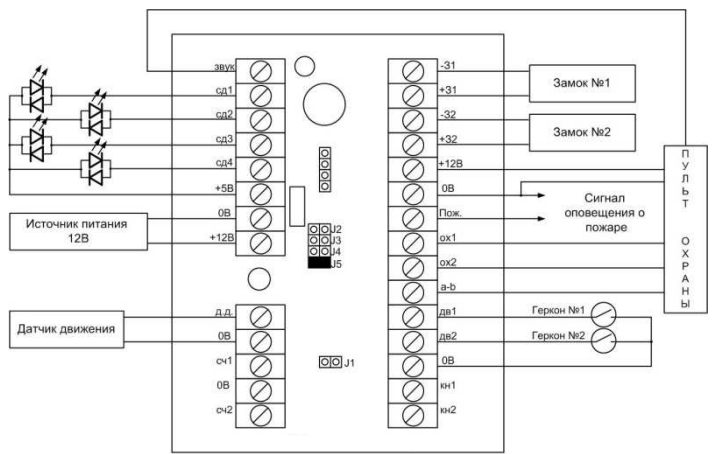 звук
сд1
сд2
сд3
сд4
+5В
0В
+12В
Источник питания
12В
д.д.
0В
сч1
0В
сч2
Датчик движения
J2
J3
J4
J5
J1
-З1
+З1
-З2
+З2
+12В
0В
Пож.
ох1
ох2
a-b
дв1
дв2
0В
кн1
кн2
Замок №1
Замок №2
Сигнал
оповещения о
пожаре
Геркон №1
Геркон №2
ПУЛЬТ ОХРАНЫ